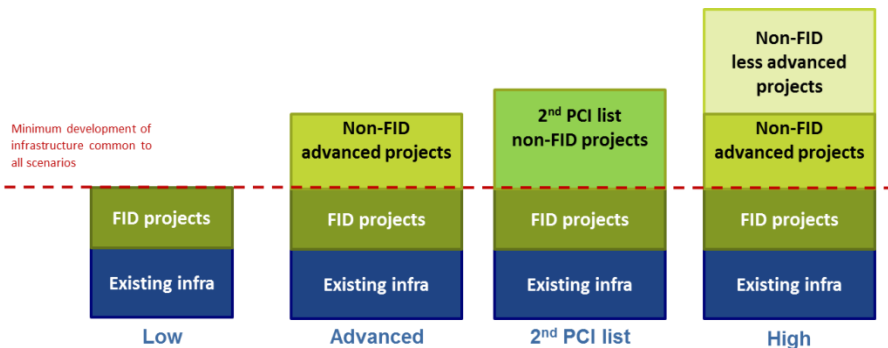 Non-FID
less advanced
projects
2nd PCI list
non-FID projects
Minimum development of
infrastructure common to
all scenarios
Non-FID
advanced projects
Non-FID
advanced projects
FID projects
FID projects
FID projects
FID projects
Existing infra
Existing infra
Existing infra
Existing infra
Low
Advanced
2nd PCI list
High